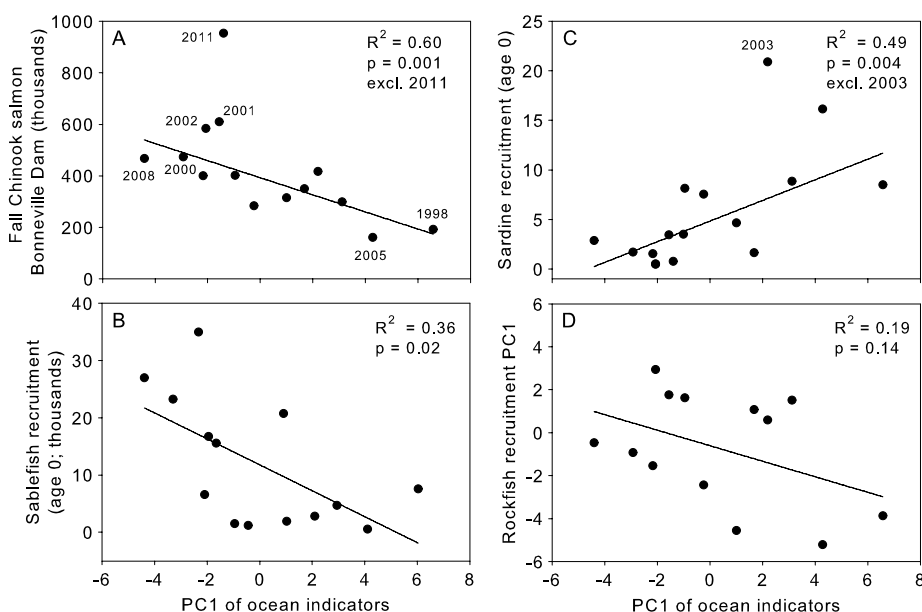 A
R² = 0.60
p = 0.001
excl. 2011
2011
2002
2001
2008
2000
1998
2005
Fall Chinook salmon
Bonneville Dam (thousands)
1000
800
600
400
200
0
C
R² = 0.49
p = 0.004
excl. 2003
2003
Sardine recruitment (age 0)
25
20
15
10
5
0
B
R² = 0.36
p = 0.02
Sablefish recruitment
(age 0; thousands)
40
30
20
10
0
−6 −4 −2 0 2 4 6 8
PC1 of ocean indicators
D
R² = 0.19
p = 0.14
Rockfish recruitment PC1
6
4
2
0
-2
-4
-6
−6 −4 −2 0 2 4 6 8
PC1 of ocean indicators